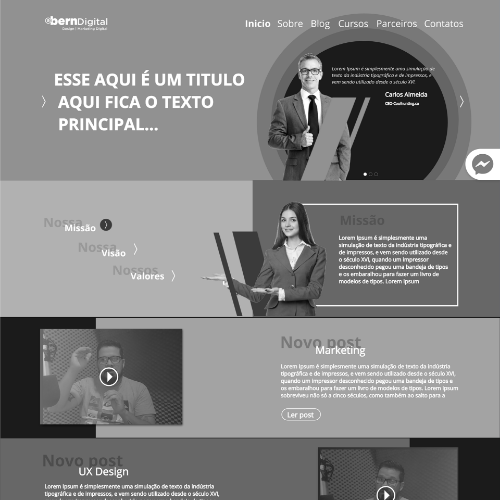 bernDigital
Design / Marketing Digital
Inicio Sobre Blog Cursos Parceiros Contatos
ESSE AQUI É UM TITULO
AQUI FICA O TEXTO
PRINCIPAL...
Lorem Ipsum é simplesmente uma simulação de
texto da indústria tipográfica e de impressos, e vem
sendo utilizado desde o século XVI,
Carlos Almeida
Nossa
Missão
Nossa
Visão
Nossos
Valores
Missão
Lorem Ipsum é simplesmente uma
simulação de texto da indústria tipográfica e
de impressos, e vem sendo utilizado desde
o século XVI, quando um impressor
desconhecido pegou uma bandeja de tipos
e os embaralhou para fazer um livro de
modelos de tipos. Lorem Ipsum
Novo post
Marketing
Lorem Ipsum é simplesmente uma simulação de texto da indústria
tipográfica e de impressos, e vem sendo utilizado desde o século XVI,
quando um impressor desconhecido pegou uma bandeja de tipos e os
embaralhou para fazer um livro de modelos de tipos. Lorem Ipsum
sobreviveu não só a cinco séculos, como também ao salto para a
Ler post
Novo post
UX Design
Lorem Ipsum é simplesmente uma simulação de texto da indústria
tipográfica e de impressos, e vem sendo utilizado desde o século XVI,